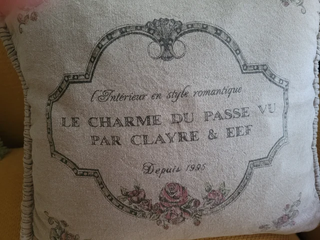 l'Intérieur en style romantique
LE CHARME DU PASSE VU
PAR CLAYRE & EEF
Depuis 1995